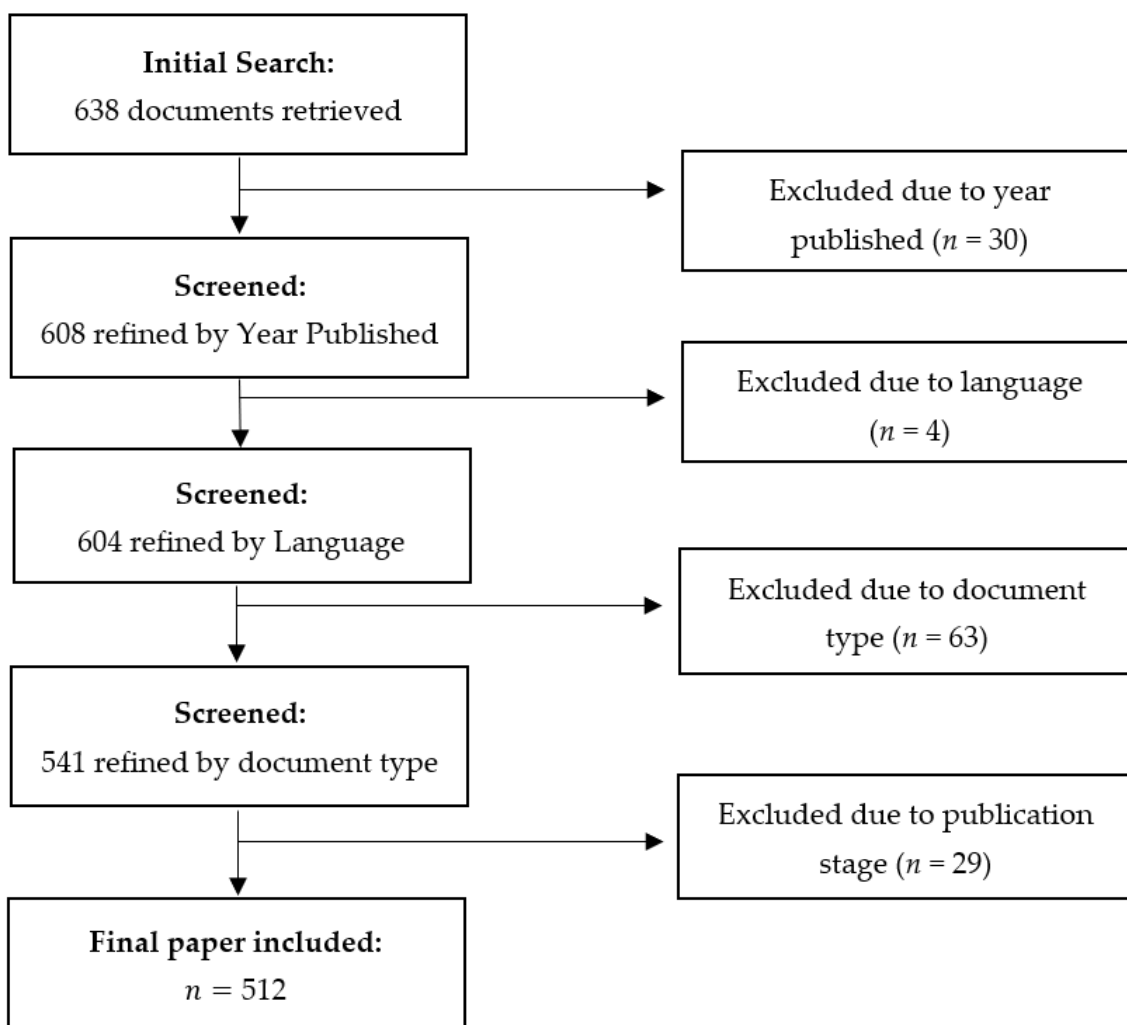 Initial Search:
638 documents retrieved
Excluded due to year
published (n = 30)
Screened:
608 refined by Year Published
Excluded due to language
(n = 4)
Screened:
604 refined by Language
Excluded due to document
type (n = 63)
Screened:
541 refined by document type
Excluded due to publication
stage (n = 29)
Final paper included:
n = 512